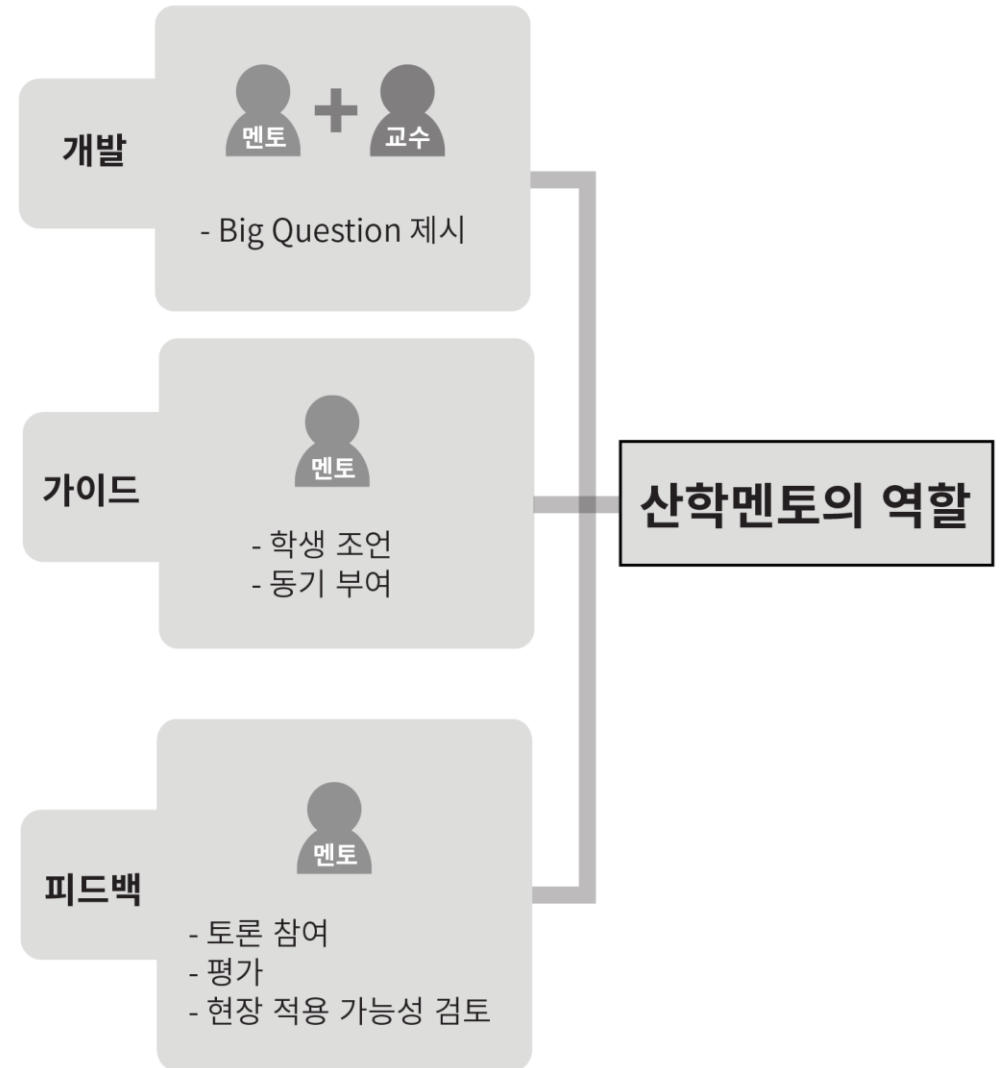 개발
멘토
교수
- Big Question 제시
가이드
멘토
- 학생 조언
- 동기 부여
산학멘토의 역할
피드백
멘토
- 토론 참여
- 평가
- 현장 적용 가능성 검토